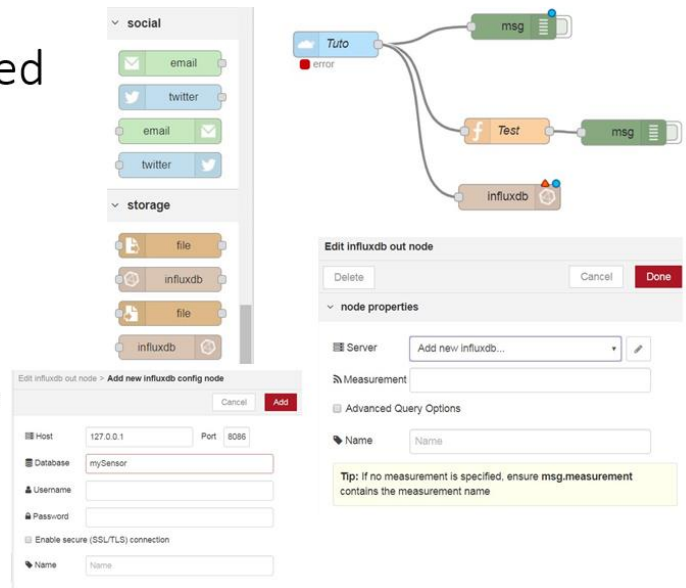 ed
social
email
twitter
email
twitter
storage
file
influxdb
file
influxdb
Tuto
error
msg
f Test
msg
influxdb
Edit influxdb out node
Delete
Cancel
Done
node properties
Server
Add new influxdb...
Measurement
Advanced Query Options
Name
Name
Tip: If no measurement is specified, ensure msg.measurement
contains the measurement name
Edit influxdb out node > Add new influxdb config node
Cancel
Add
Host
127.0.0.1
Port
8086
Database
mySensor
Username
Password
Enable secure (SSL/TLS) connection
Name
Name